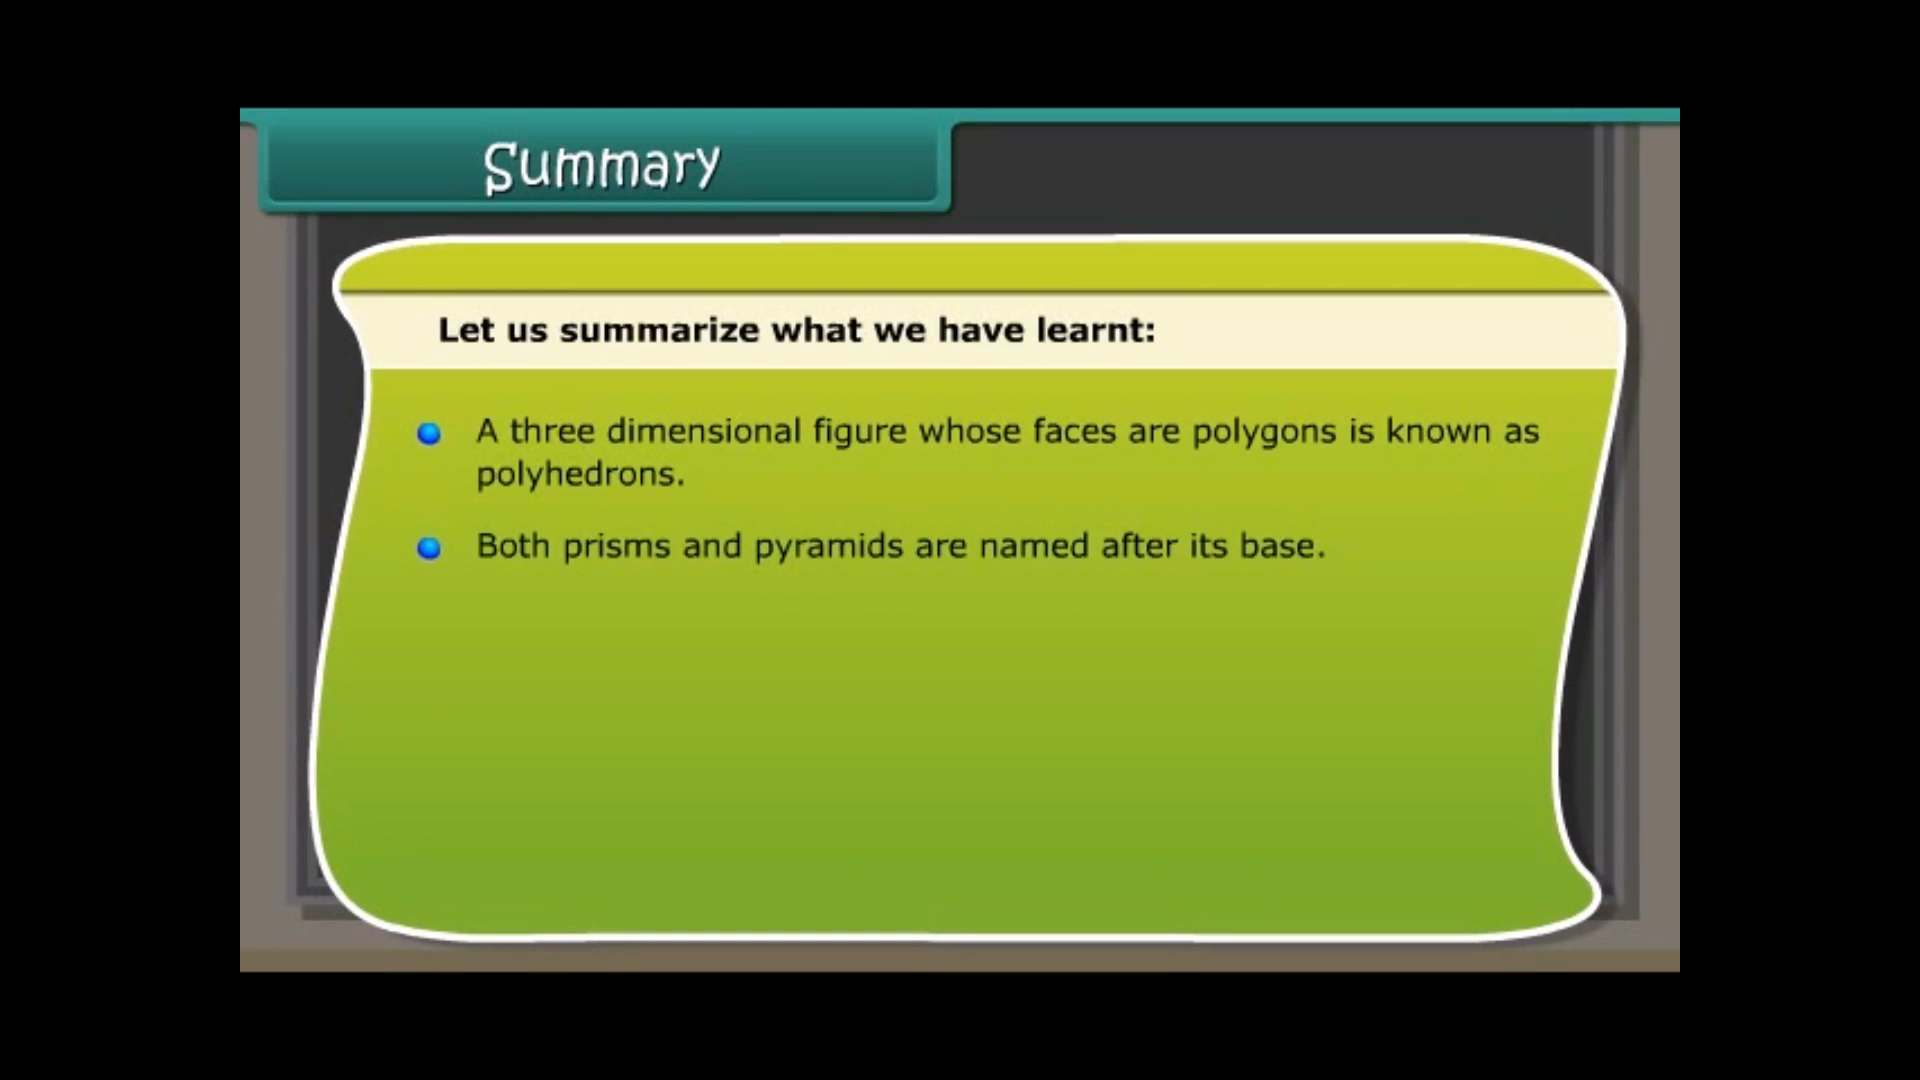 Summary
Let us summarize what we have learnt:
A three dimensional figure whose faces are polygons is known as
polyhedrons.
Both prisms and pyramids are named after its base.